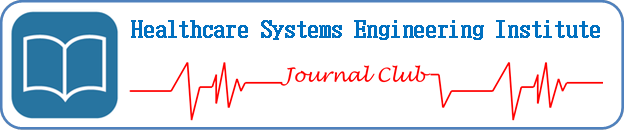 Healthcare Systems Engineering Institute
Journal Club